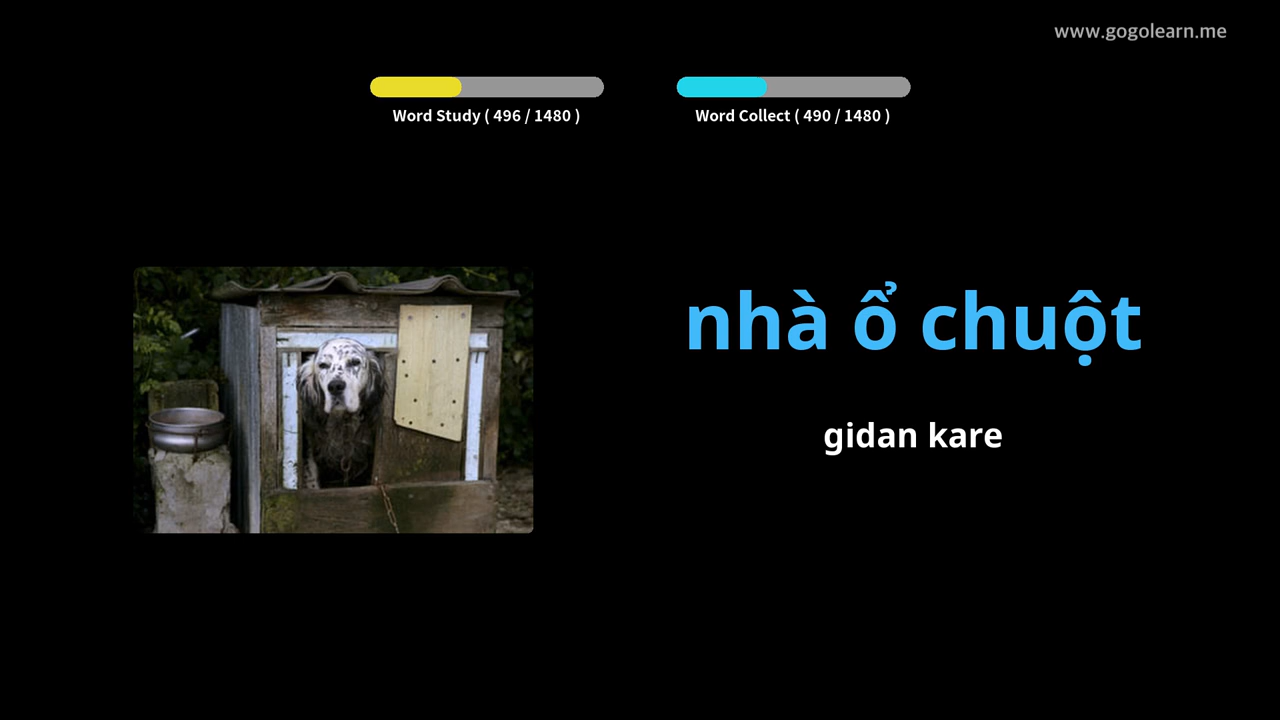 www.gogolearn.me
Word Study ( 496 / 1480 )
Word Collect ( 490 / 1480 )
nhà ổ chuột
gidan kare